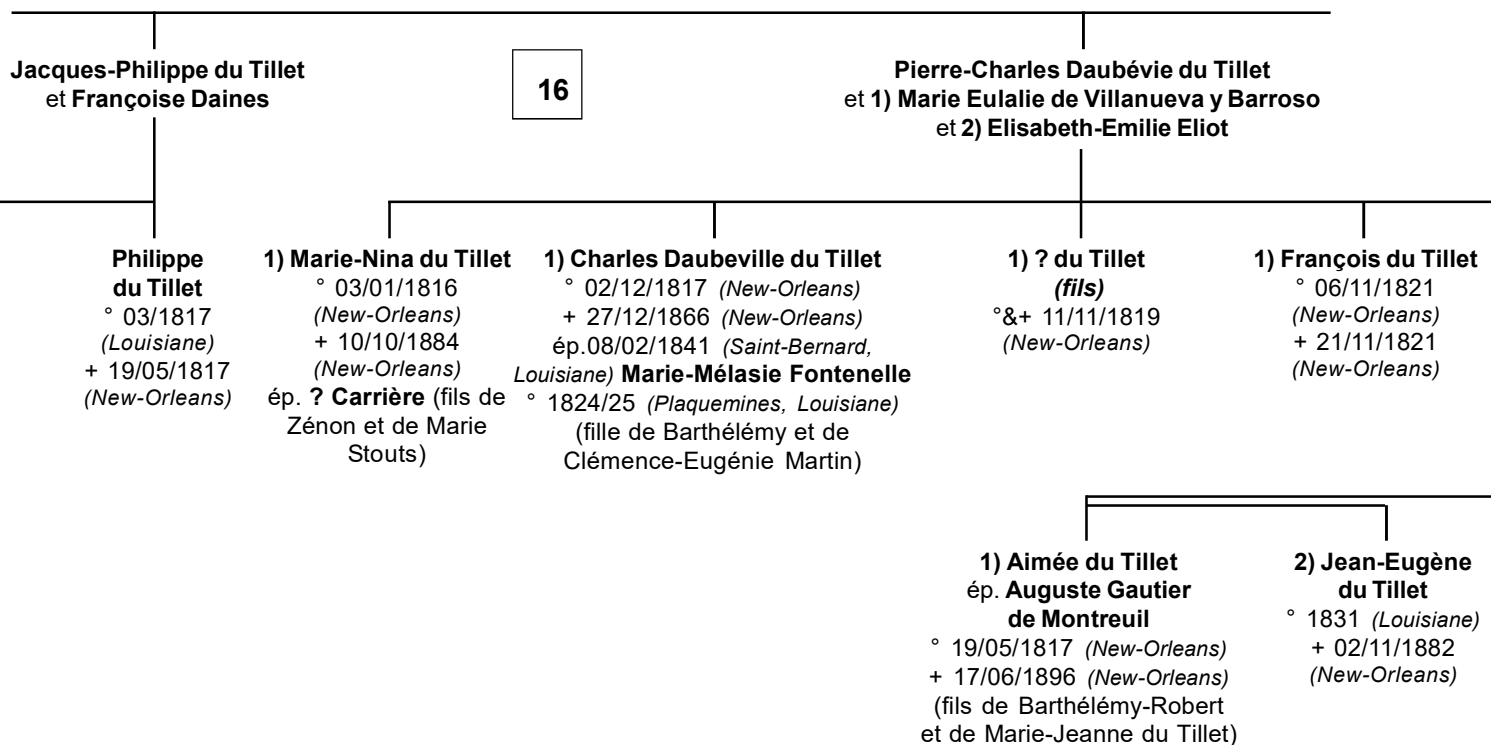 Jacques-Philippe du Tillet
et Françoise Daines
16
Pierre-Charles Daubévie du Tillet
et 1) Marie Eulalie de Villanueva y Barroso
et 2) Elisabeth-Emilie Eliot
Philippe
du Tillet
° 03/1817
(Louisiane)
+ 19/05/1817
(New-Orleans)
1) Marie-Nina du Tillet
° 03/01/1816
(New-Orleans)
+ 10/10/1884
(New-Orleans)
ép. ? Carrière (fils de
Zénon et de Marie
Stouts)
1) Charles Daubeville du Tillet
° 02/12/1817 (New-Orleans)
+ 27/12/1866 (New-Orleans)
ép.08/02/1841 (Saint-Bernard,
Louisiane) Marie-Mélasie Fontenelle
° 1824/25 (Plaquemines, Louisiane)
(fille de Barthélémy et de
Clémence-Eugénie Martin)
1) ? du Tillet
(fils)
°&+ 11/11/1819
(New-Orleans)
1) François du Tillet
° 06/11/1821
(New-Orleans)
+ 21/11/1821
(New-Orleans)
1) Aimée du Tillet
ép. Auguste Gautier
de Montreuil
° 19/05/1817 (New-Orleans)
+ 17/06/1896 (New-Orleans)
(fils de Barthélémy-Robert
et de Marie-Jeanne du Tillet)
2) Jean-Eugène
du Tillet
° 1831 (Louisiane)
+ 02/11/1882
(New-Orleans)